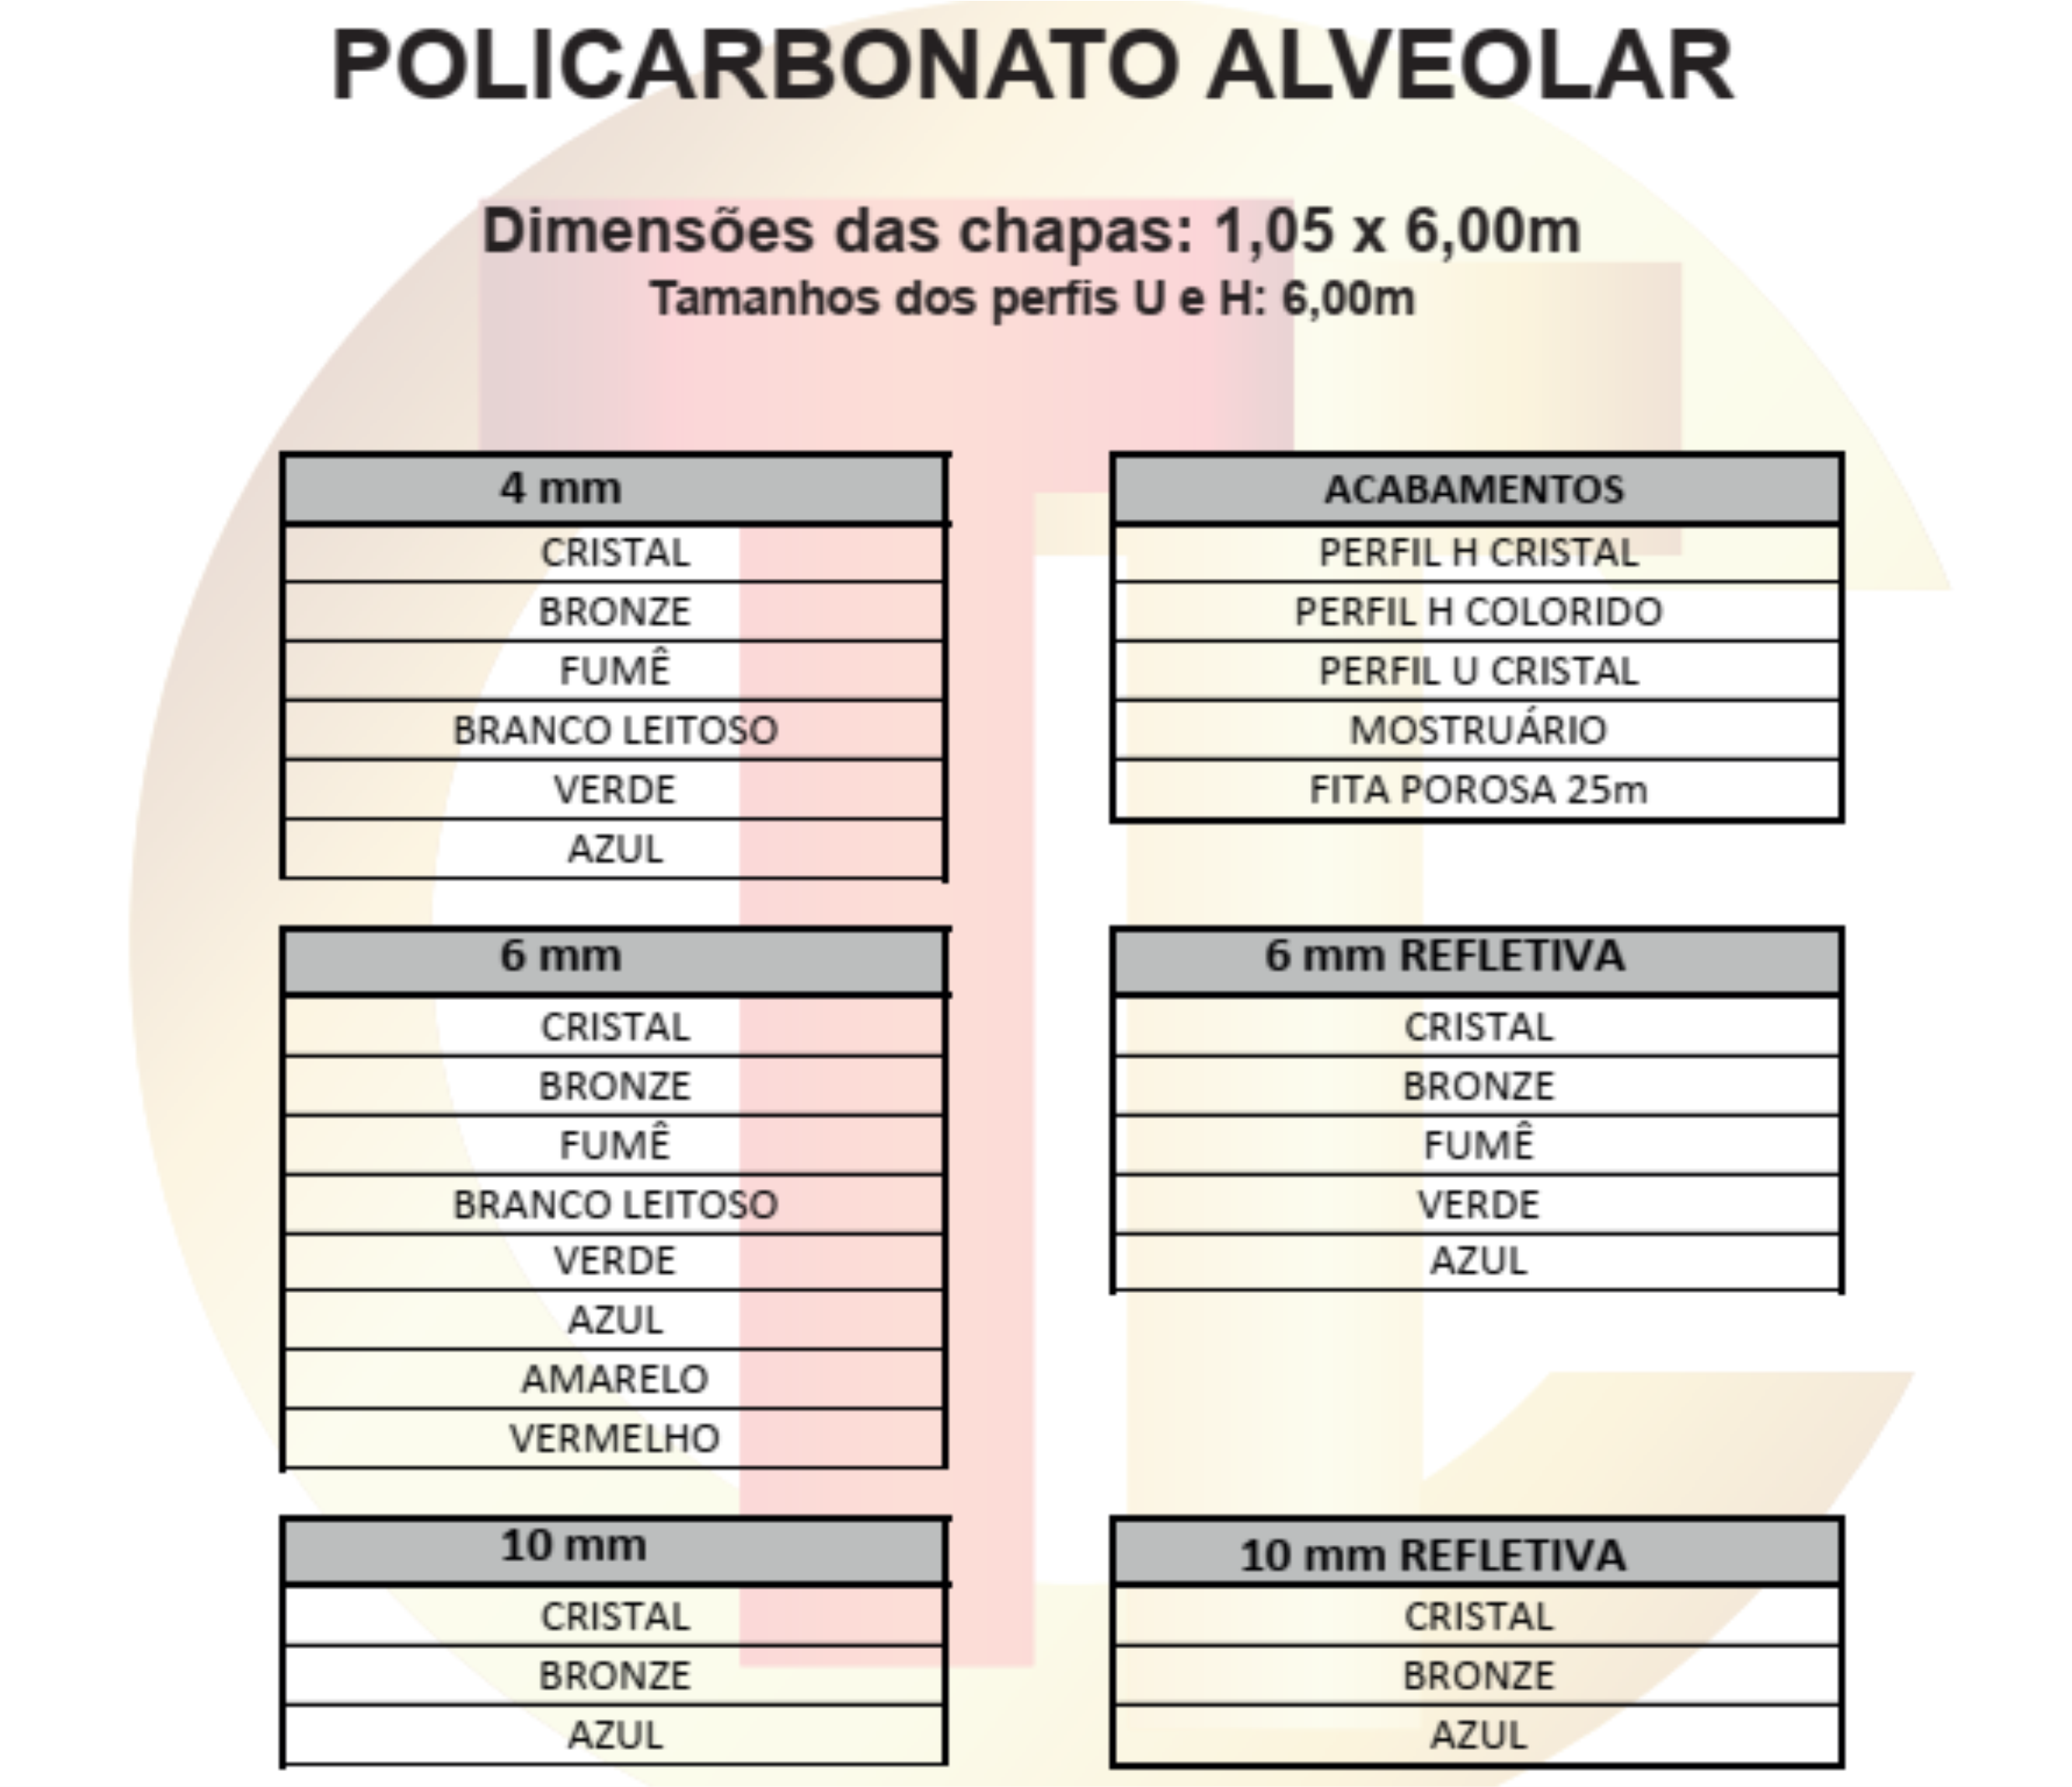 POLICARBONATO ALVEOLAR
Dimensões das chapas: 1,05 x 6,00m
Tamanhos dos perfis U e H: 6,00m
4 mm
CRISTAL
BRONZE
FUMÊ
BRANCO LEITOSO
VERDE
AZUL
ACABAMENTOS
PERFIL H CRISTAL
PERFIL H COLORIDO
PERFIL U CRISTAL
MOSTRUÁRIO
FITA POROSA 25m
6 mm
CRISTAL
BRONZE
FUMÊ
BRANCO LEITOSO
VERDE
AZUL
AMARELO
VERMELHO
6 mm REFLETIVA
CRISTAL
BRONZE
FUMÊ
VERDE
AZUL
10 mm
CRISTAL
BRONZE
AZUL
10 mm REFLETIVA
CRISTAL
BRONZE
AZUL